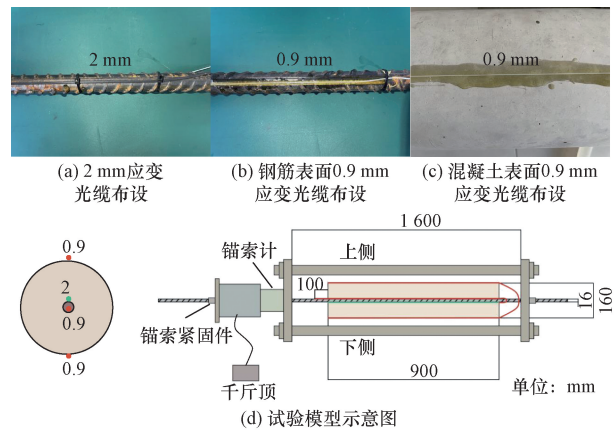 2 mm
0.9 mm
0.9 mm
(a) 2 mm应变
光缆布设
(b) 钢筋表面0.9 mm
应变光缆布设
(c) 混凝土表面0.9 mm
应变光缆布设
0.9
2
0.9
0.9
锚索紧固件
锚索计
千斤顶
1 600
上侧
100
16
160
下侧
900
单位：mm
(d) 试验模型示意图